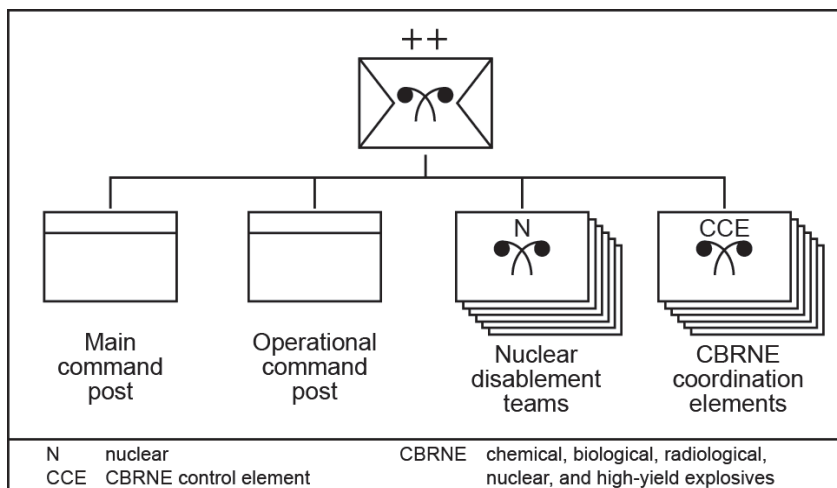 ++
N
CCE
Main
command
post
Operational
command
post
Nuclear
disablement
teams
CBRNE
coordination
elements
N nuclear
CCE CBRNE control element
CBRNE chemical, biological, radiological,
nuclear, and high-yield explosives